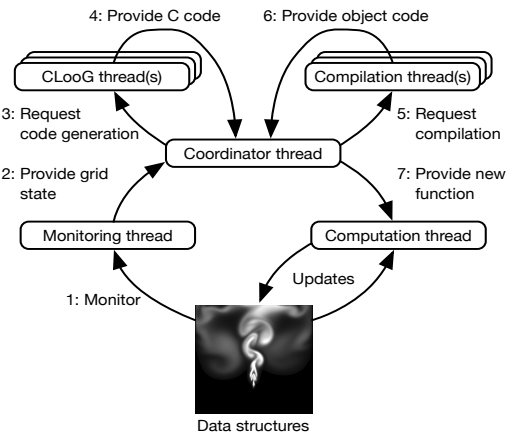 4: Provide C code
6: Provide object code
CLooG thread(s)
Compilation thread(s)
3: Request
code generation
5: Request
compilation
Coordinator thread
2: Provide grid
state
7: Provide new
function
Monitoring thread
Computation thread
Updates
1: Monitor
Data structures